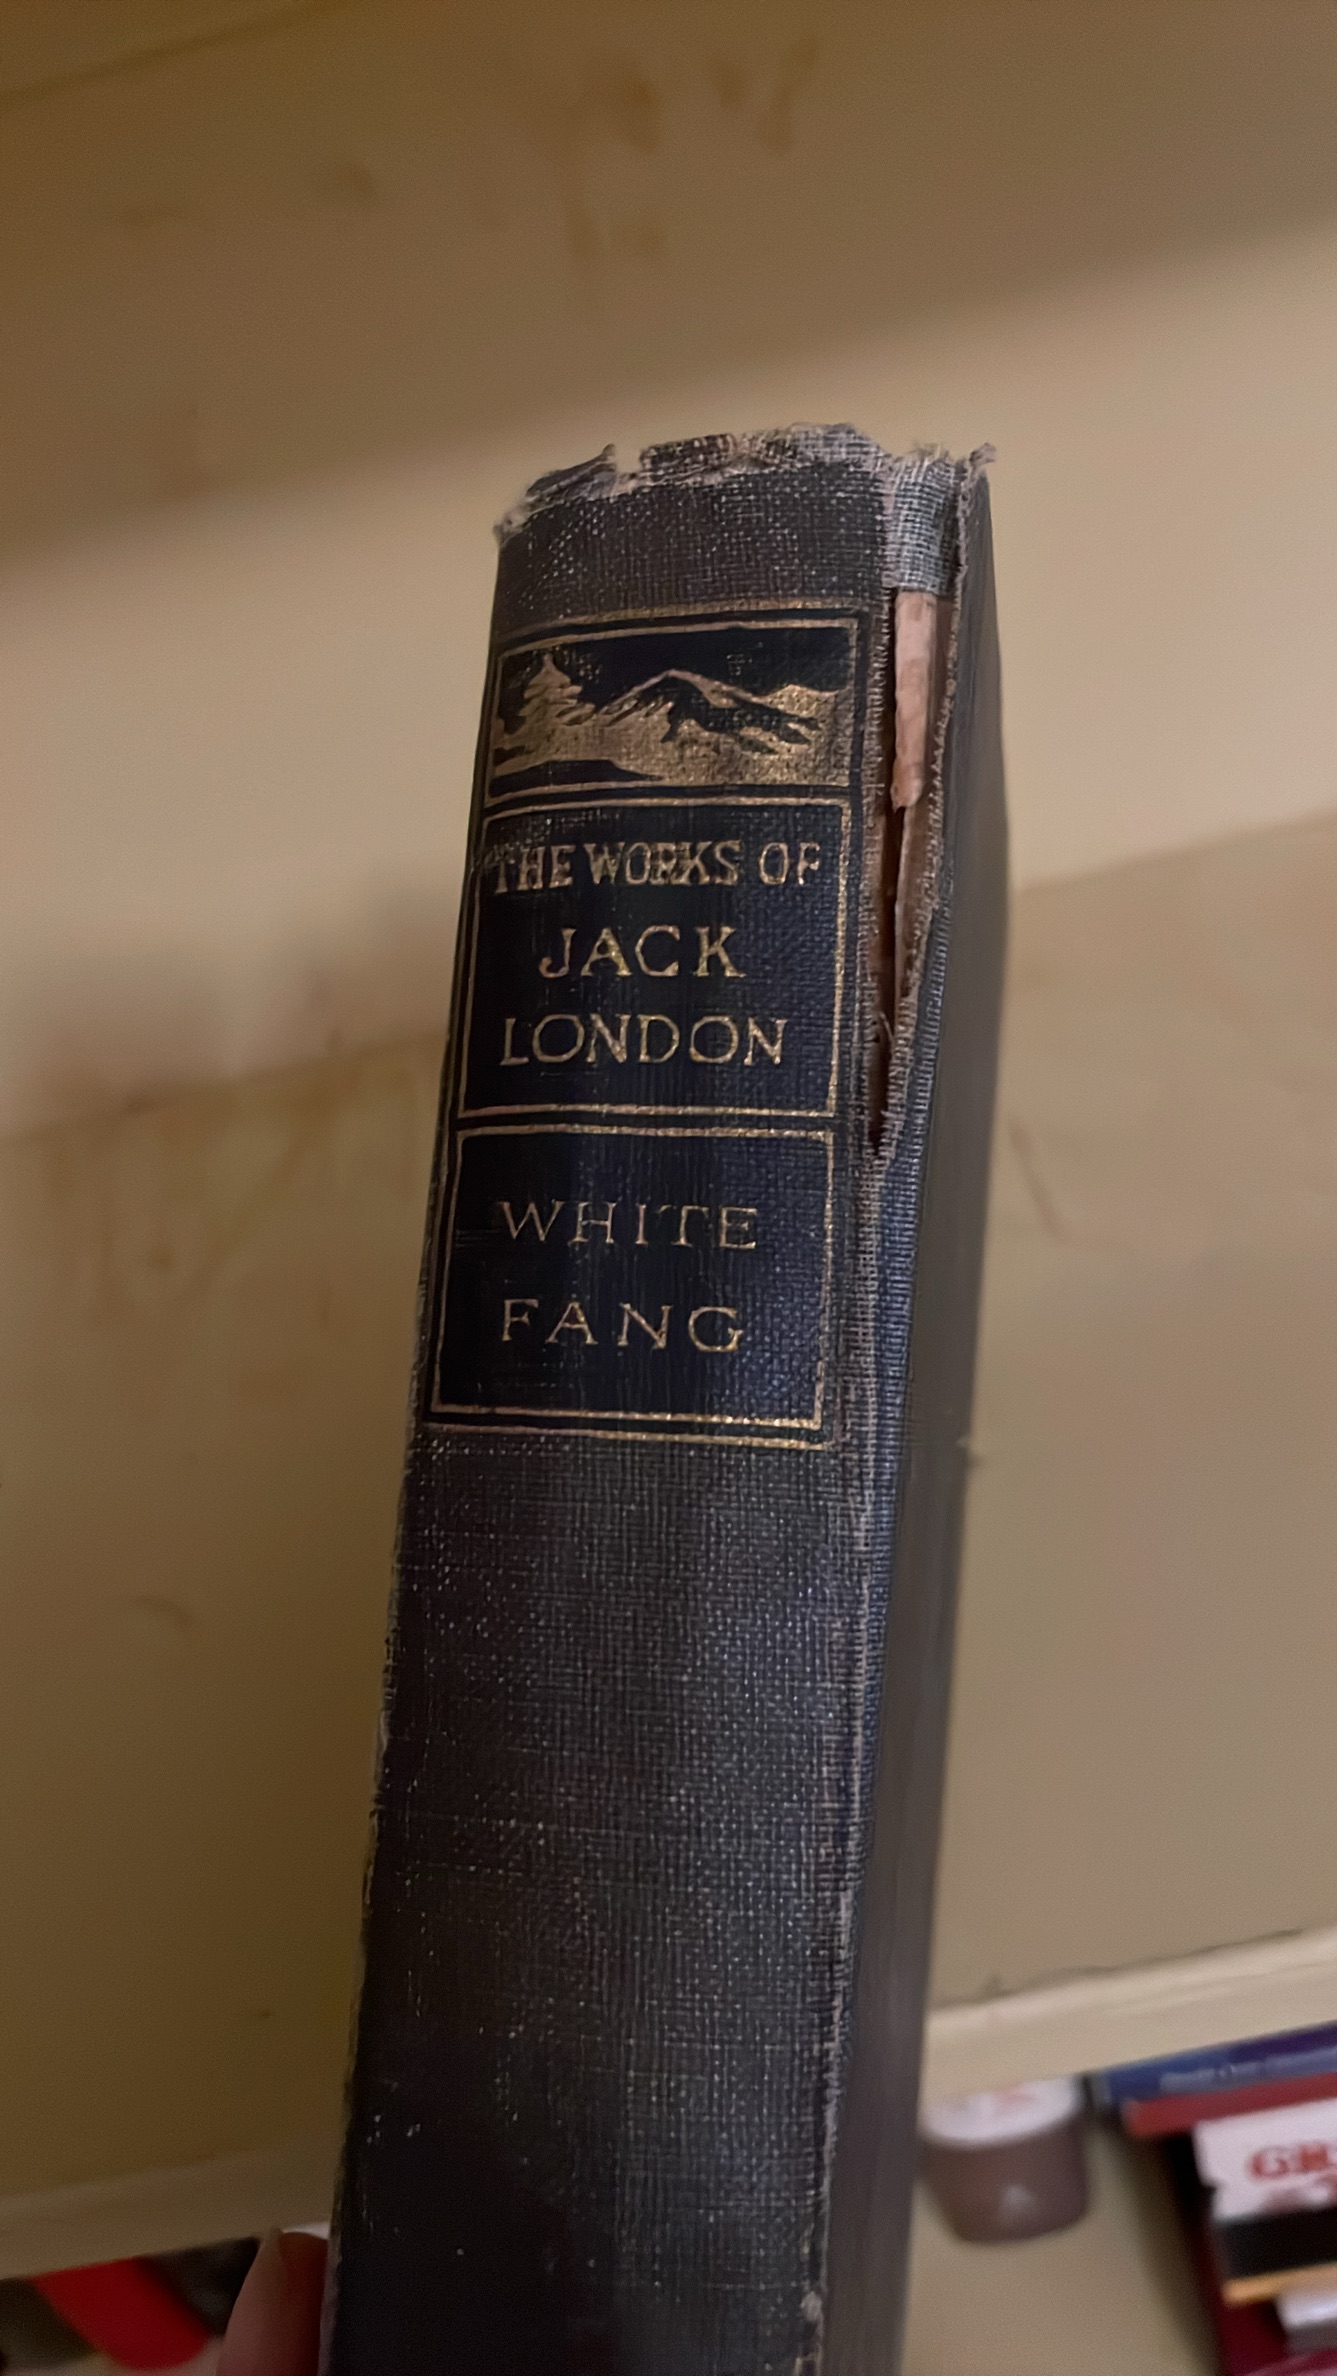 THE WORKS OF
JACK
LONDON
WHITE
FANG